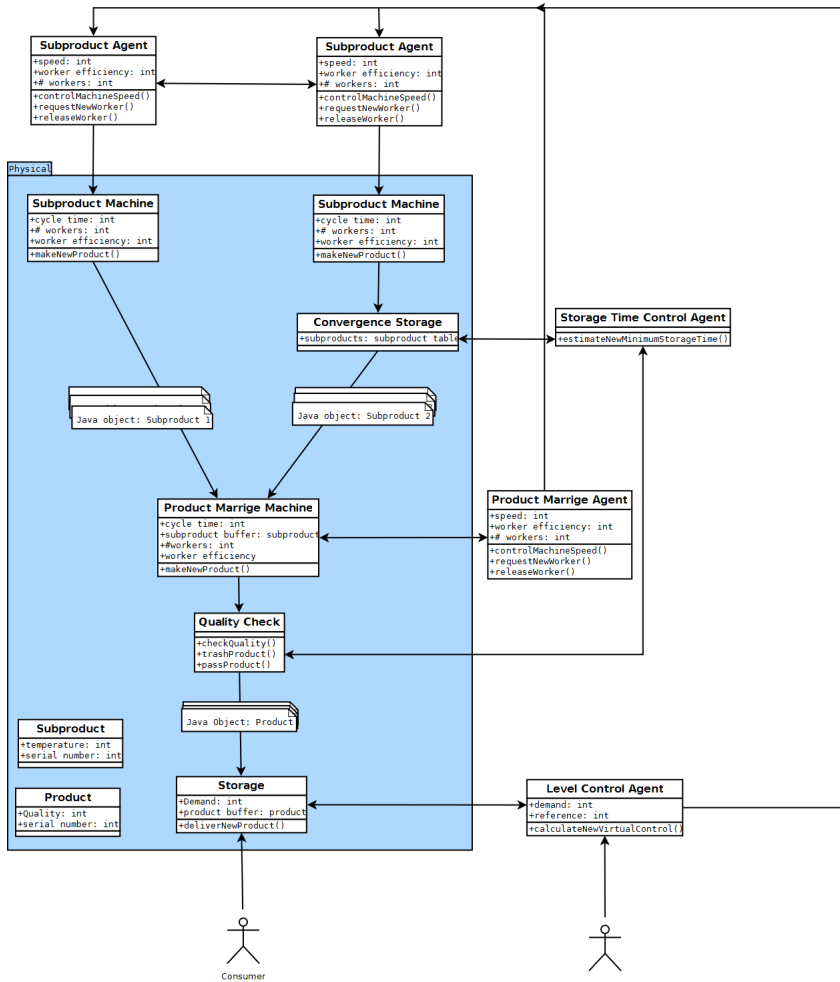 Subproduct Agent
+speed: int
+worker efficiency: int
+# workers: int
+controlMachineSpeed()
+requestNewWorker()
+releaseWorker()
Subproduct Agent
+speed: int
+worker efficiency: int
+# workers: int
+controlMachineSpeed()
+requestNewWorker()
+releaseWorker()
Physical
Subproduct Machine
+cycle time: int
+# workers: int
+worker efficiency: int
+makeNewProduct()
Subproduct Machine
+cycle time: int
+# workers: int
+worker efficiency: int
+makeNewProduct()
Convergence Storage
+subproducts: subproduct table
Storage Time Control Agent
+estimateNewMinimumStorageTime()
Java object: Subproduct 1
Java object: Subproduct 2
Product Marrige Machine
+cycle time: int
+subproduct buffer: subproduct
+#workers: int
+worker efficiency
+makeNewProduct()
Product Marrige Agent
+speed: int
+worker efficiency: int
+# workers: int
+controlMachineSpeed()
+requestNewWorker()
+releaseWorker()
Quality Check
+checkQuality()
+trashProduct()
+passProduct()
Java Object: Product
Subproduct
+temperature: int
+serial number: int
Product
+Quality: int
+serial number: int
Storage
+Demand: int
+product buffer: product
+deliverNewProduct()
Level Control Agent
+demand: int
+reference: int
+calculateNewVirtualControl()
Consumer